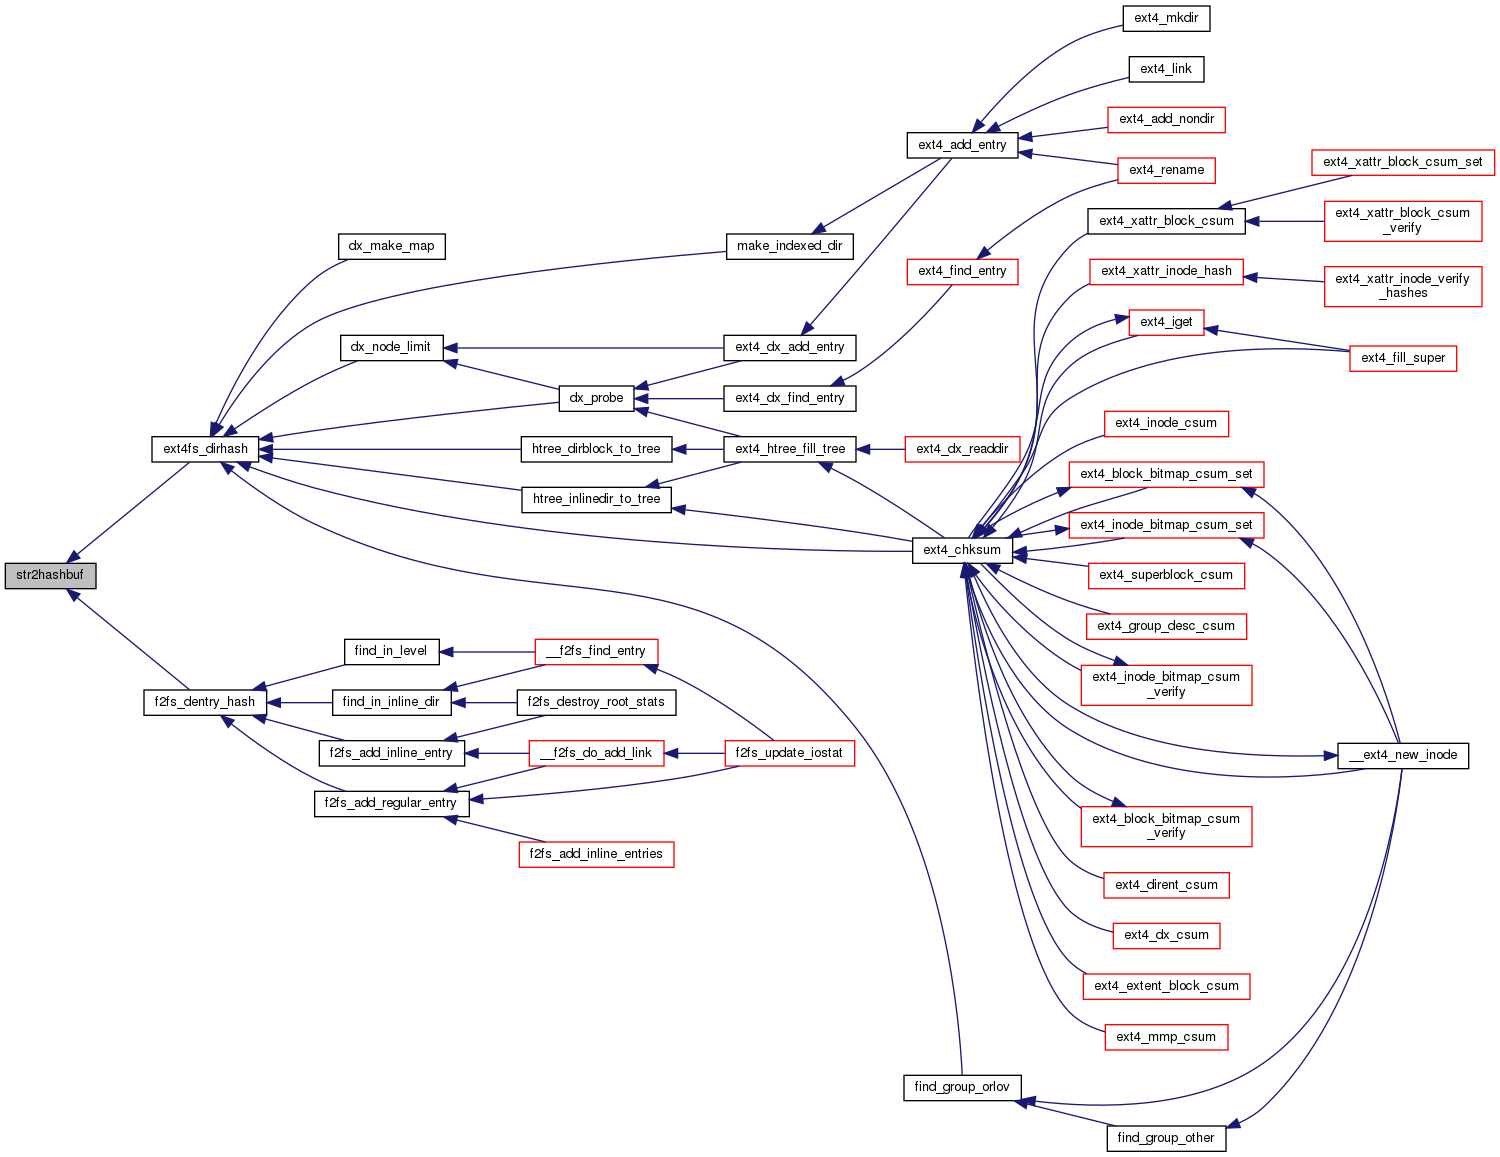 ext4_mkdir
ext4_link
ext4_add_nondir
ext4_add_entry
ext4_xattr_block_csum_set
ext4_rename
ext4_xattr_block_csum
ext4_xattr_block_csum
_verify
dx_make_map
make_indexed_dir
ext4_find_entry
ext4_xattr_inode_hash
ext4_xattr_inode_verify
_hashes
ext4_iget
dx_node_limit
ext4_dx_add_entry
ext4_fill_super
dx_probe
ext4_dx_find_entry
ext4_inode_csum
ext4fs_dirhash
htree_dirblock_to_tree
ext4_htree_fill_tree
ext4_dx_readdir
ext4_block_bitmap_csum_set
htree_inlinedir_to_tree
ext4_inode_bitmap_csum_set
ext4_chksum
str2hashbuf
ext4_superblock_csum
ext4_group_desc_csum
find_in_level
__f2fs_find_entry
ext4_inode_bitmap_csum
_verify
f2fs_dentry_hash
find_in_inline_dir
f2fs_destroy_root_stats
f2fs_add_inline_entry
__f2fs_do_add_link
f2fs_update_iostat
__ext4_new_inode
f2fs_add_regular_entry
ext4_block_bitmap_csum
_verify
f2fs_add_inline_entries
ext4_dirent_csum
ext4_dx_csum
ext4_extent_block_csum
ext4_mmp_csum
find_group_orlov
find_group_other